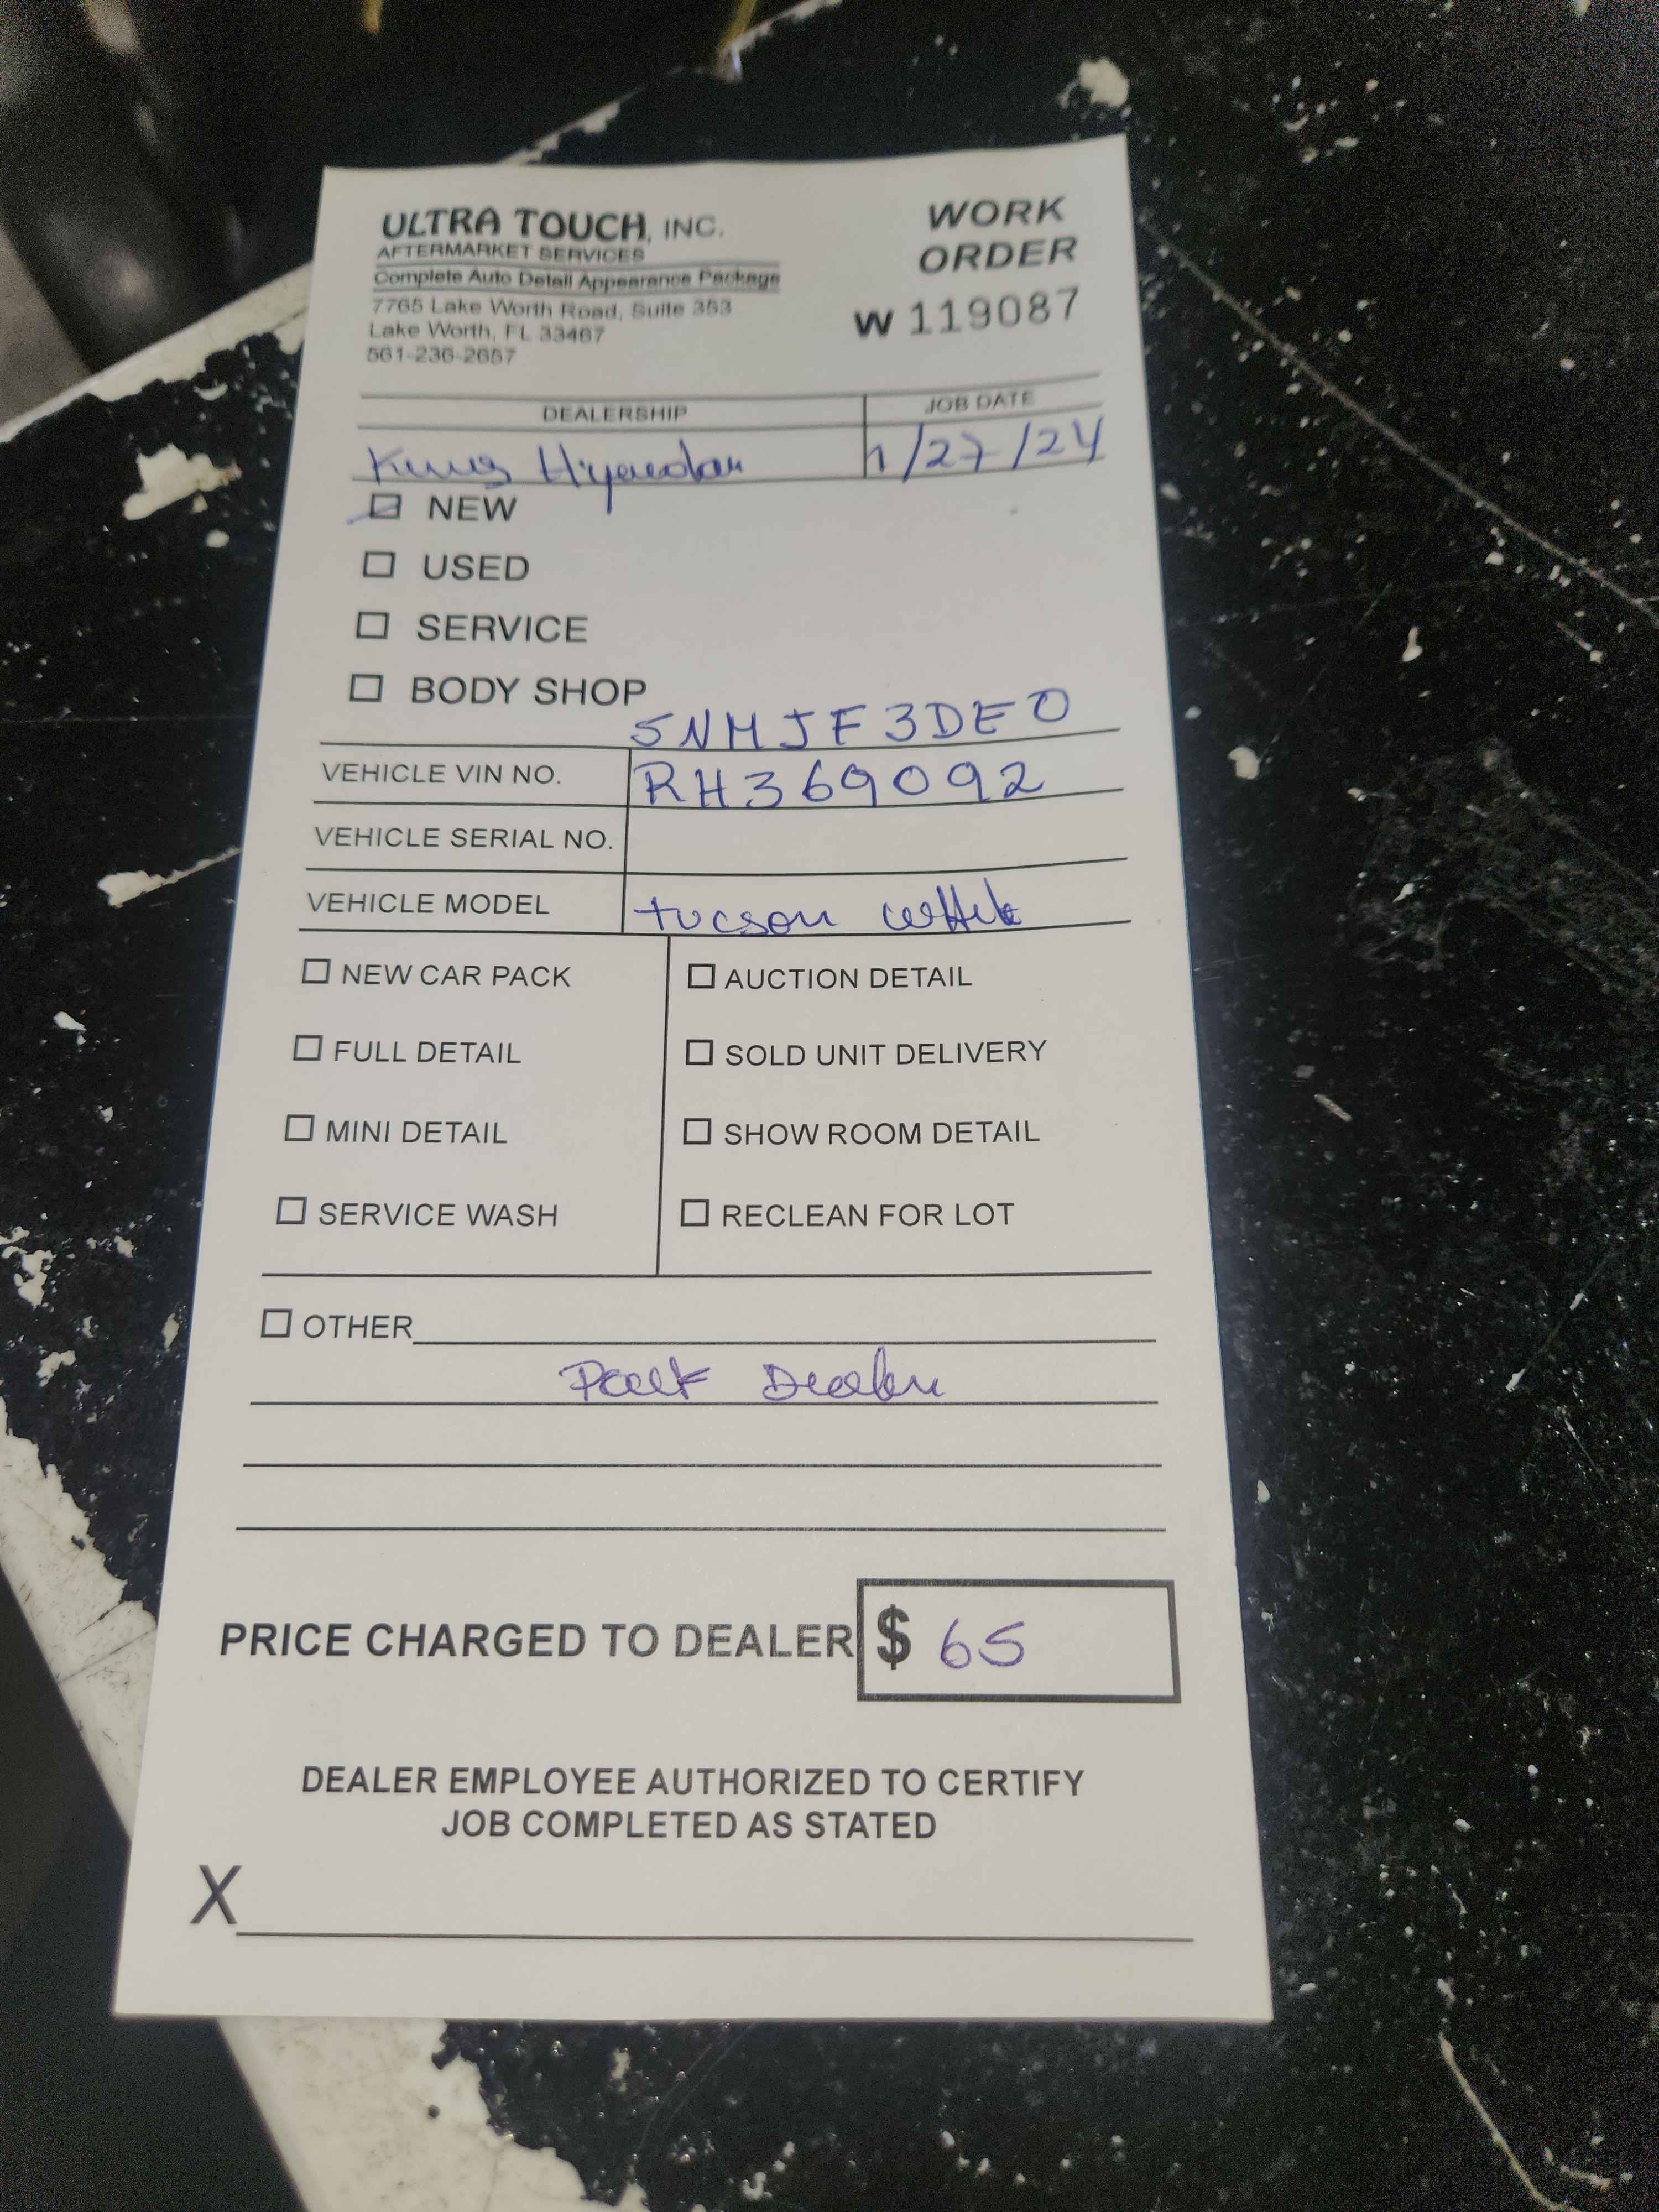 ULTRA TOUCH, INC.
AFTERMARKET SERVICES
Complete Auto Detail Appearance Package
7765 Lake Worth Road, Suite 353
Lake Worth, FL 33467
561-236-2657
WORK
ORDER
W 119087
DEALERSHIP JOB DATE
King Hyundai 1/27/24
NEW
USED
SERVICE
BODY SHOP
5NMJF3DE0
VEHICLE VIN NO. RH369092
VEHICLE SERIAL NO.
VEHICLE MODEL tucson white
NEW CAR PACK AUCTION DETAIL
FULL DETAIL SOLD UNIT DELIVERY
MINI DETAIL SHOW ROOM DETAIL
SERVICE WASH RECLEAN FOR LOT
OTHER
Dealer
PRICE CHARGED TO DEALER $ 65
DEALER EMPLOYEE AUTHORIZED TO CERTIFY
JOB COMPLETED AS STATED
X